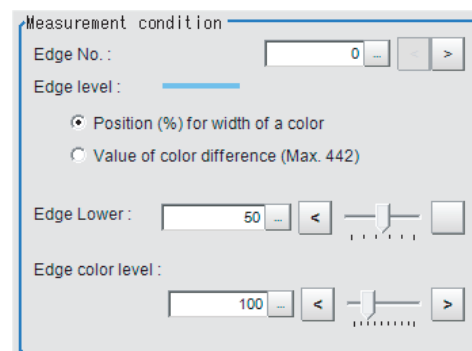 Measurement condition
Edge No. : 0 ... < >
Edge level :
Position (%) for width of a color
Value of color difference (Max. 442)
Edge Lower : 50 ... <
Edge color level :
100 ... < >